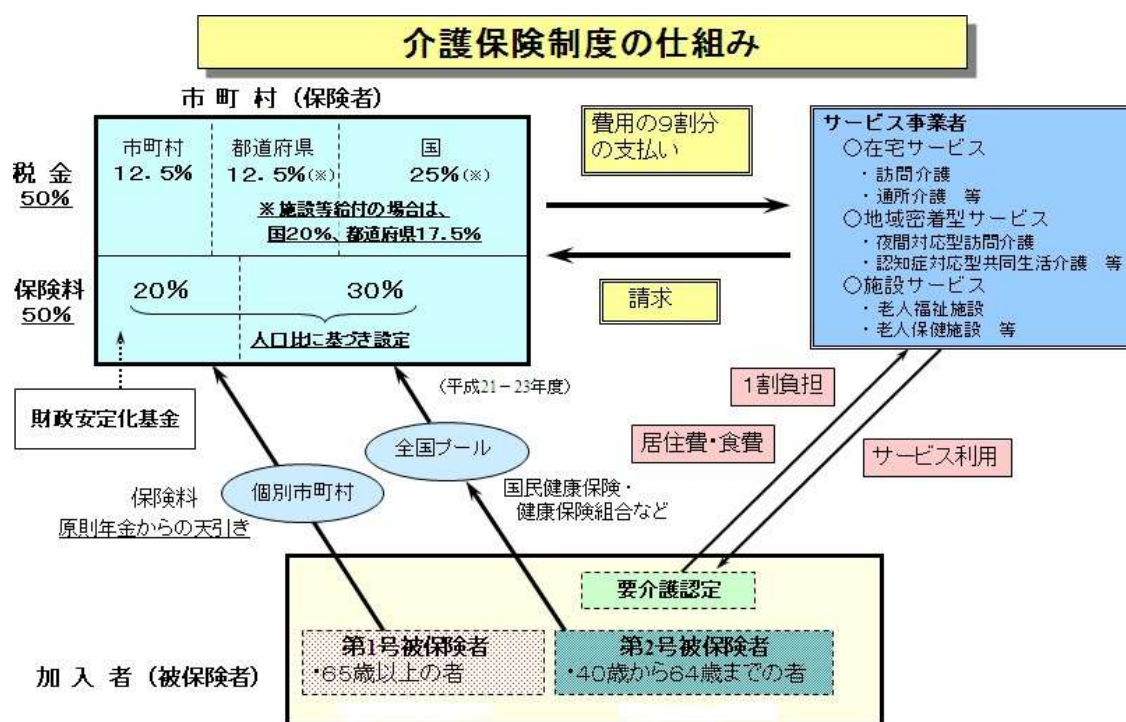 介護保険制度の仕組み
市 町 村 (保険者)
税 金
50%
市町村
12.5%
都道府県
12.5%(※)
国
25%(※)
※施設等給付の場合は、
国20%、都道府県17.5%
保険料
50%
20%
30%
人口比に基づき設定
財政安定化基金
費用の9割分
の支払い
請求
サービス事業者
○在宅サービス
・訪問介護
・通所介護 等
○地域密着型サービス
・夜間対応型訪問介護
・認知症対応型共同生活介護 等
○施設サービス
・老人福祉施設
・老人保健施設 等
(平成21-23年度)
1割負担
居住費・食費
サービス利用
全国プール
個別市町村
国民健康保険・
健康保険組合など
保険料
原則年金からの天引き
要介護認定
第1号被保険者
・65歳以上の者
第2号被保険者
・40歳から64歳までの者
加 入 者 (被保険者)